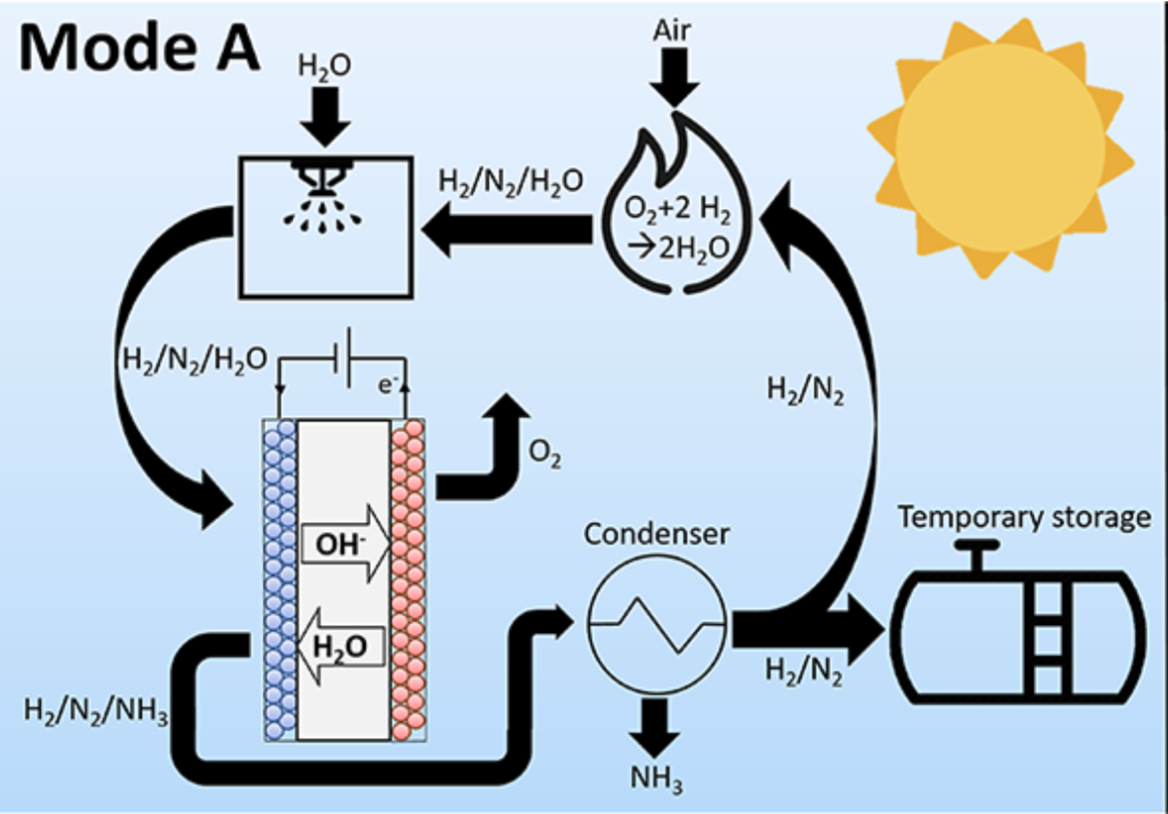 Mode A
H₂O
Air
H₂/N₂/H₂O
O₂+2 H₂
→2H₂O
H₂/N₂/H₂O
e⁻
H₂/N₂
O₂
Temporary storage
Condenser
OH⁻
H₂O
H₂/N₂
H₂/N₂/NH₃
NH₃